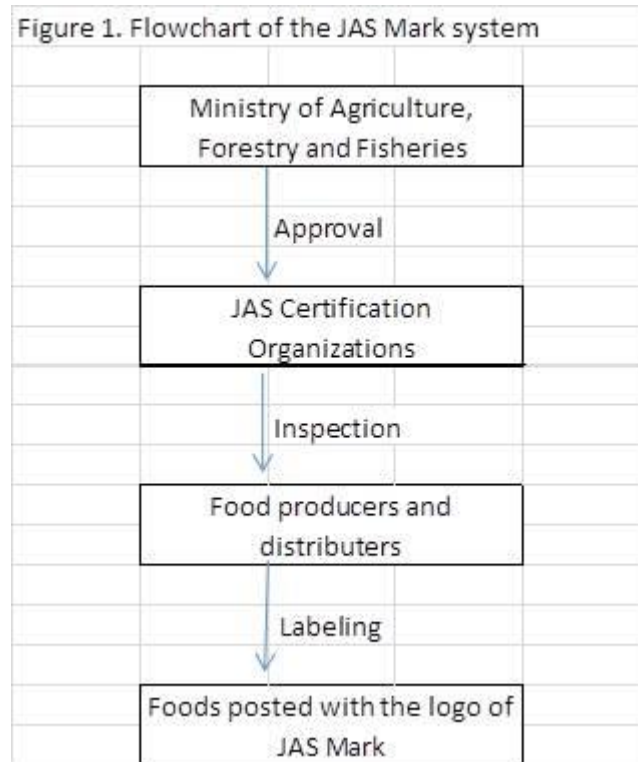 Figure 1. Flowchart of the JAS Mark system
Ministry of Agriculture,
Forestry and Fisheries
Approval
JAS Certification
Organizations
Inspection
Food producers and
distributers
Labeling
Foods posted with the logo of
JAS Mark